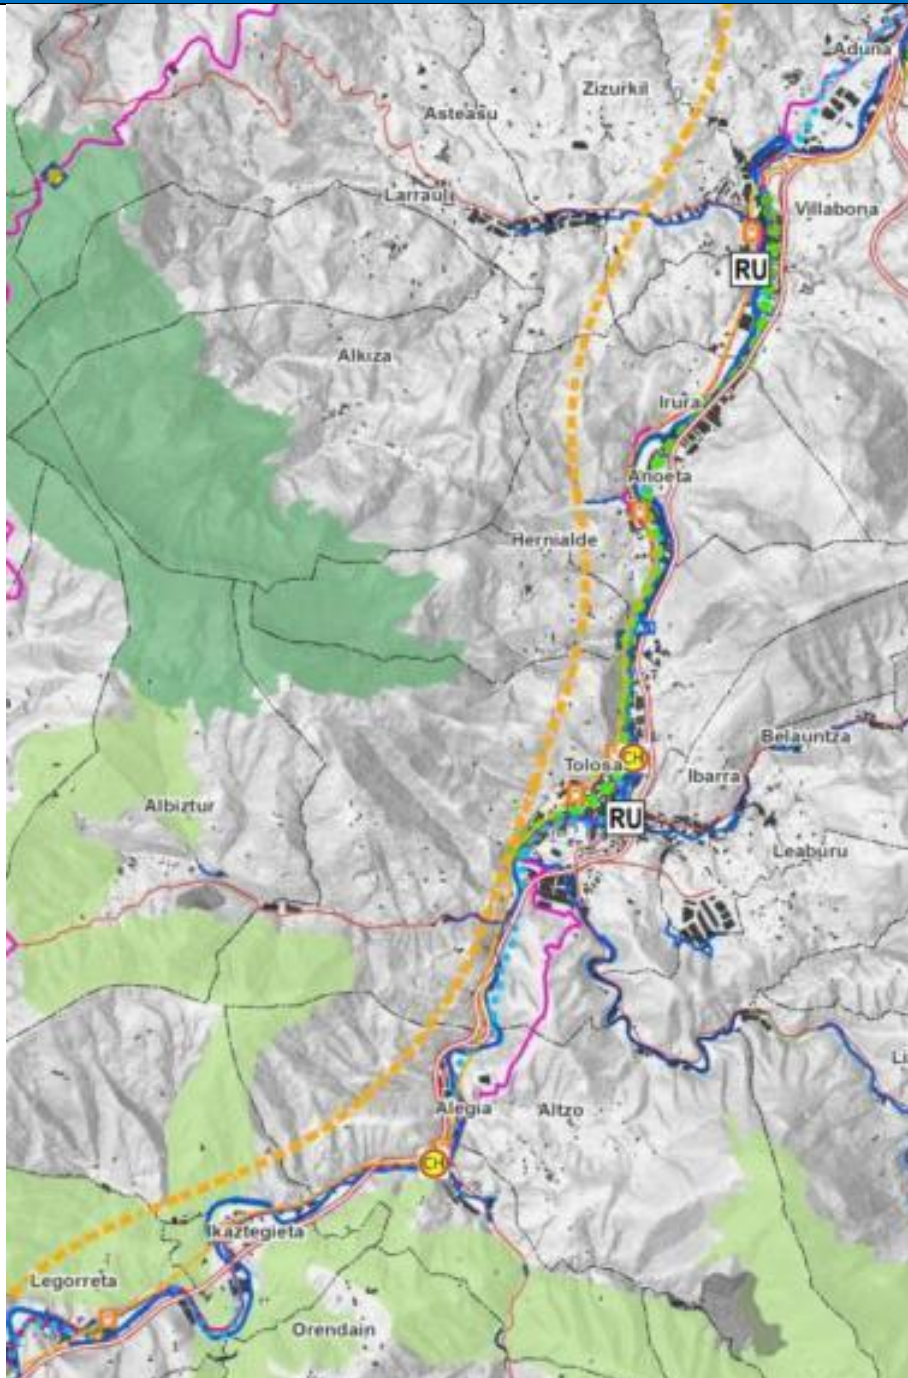 Aduna
Zizurkil
Asteasu
Larraul
Villabona
RU
Alkiza
Irura
Anoeta
Hernialde
A-1
Belauntza
Tolosa
CH
Ibarra
Albiztur
RU
Leaburu
Alegia
Altzo
CH
Ikaztegieta
Legorreta
Orendain